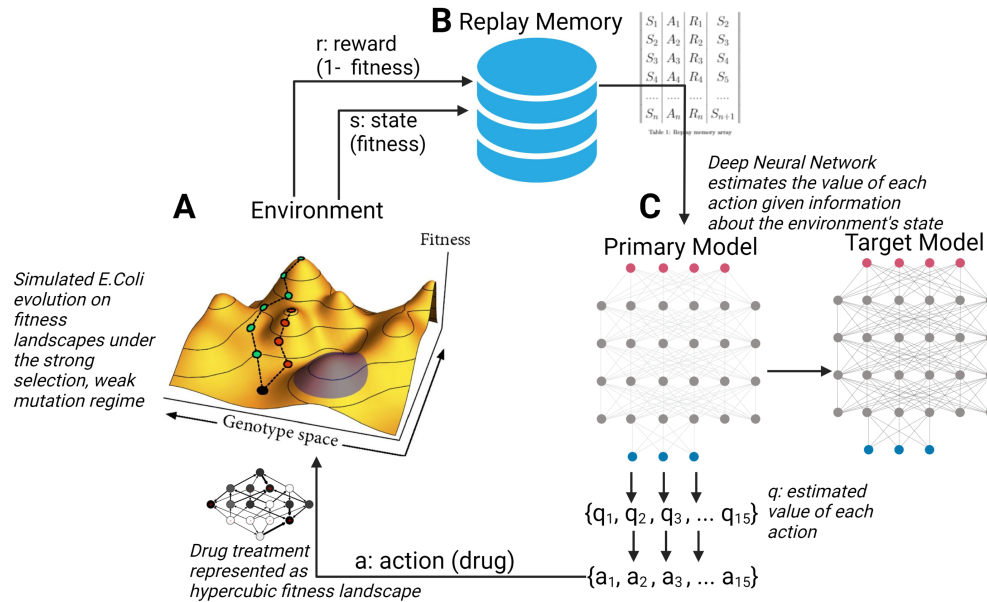 B Replay Memory
r: reward
(1- fitness)
s: state
(fitness)
S1 A1 R1 S2
S2 A2 R2 S3
S3 A3 R3 S4
S4 A4 R4 S5
.... .... .... ....
Sn An Rn Sn+1
Table 1: Replay memory array
Deep Neural Network
estimates the value of each
action given information
about the environment's state
A
Environment
Fitness
Simulated E.Coli
evolution on
fitness
landscapes under
the strong
selection, weak
mutation regime
Genotype space
C
Primary Model
Target Model
{q1, q2, q3, ... q15}
q: estimated
value of each
action
{a1, a2, a3, ... a15}
a: action (drug)
Drug treatment
represented as
hypercubic fitness landscape